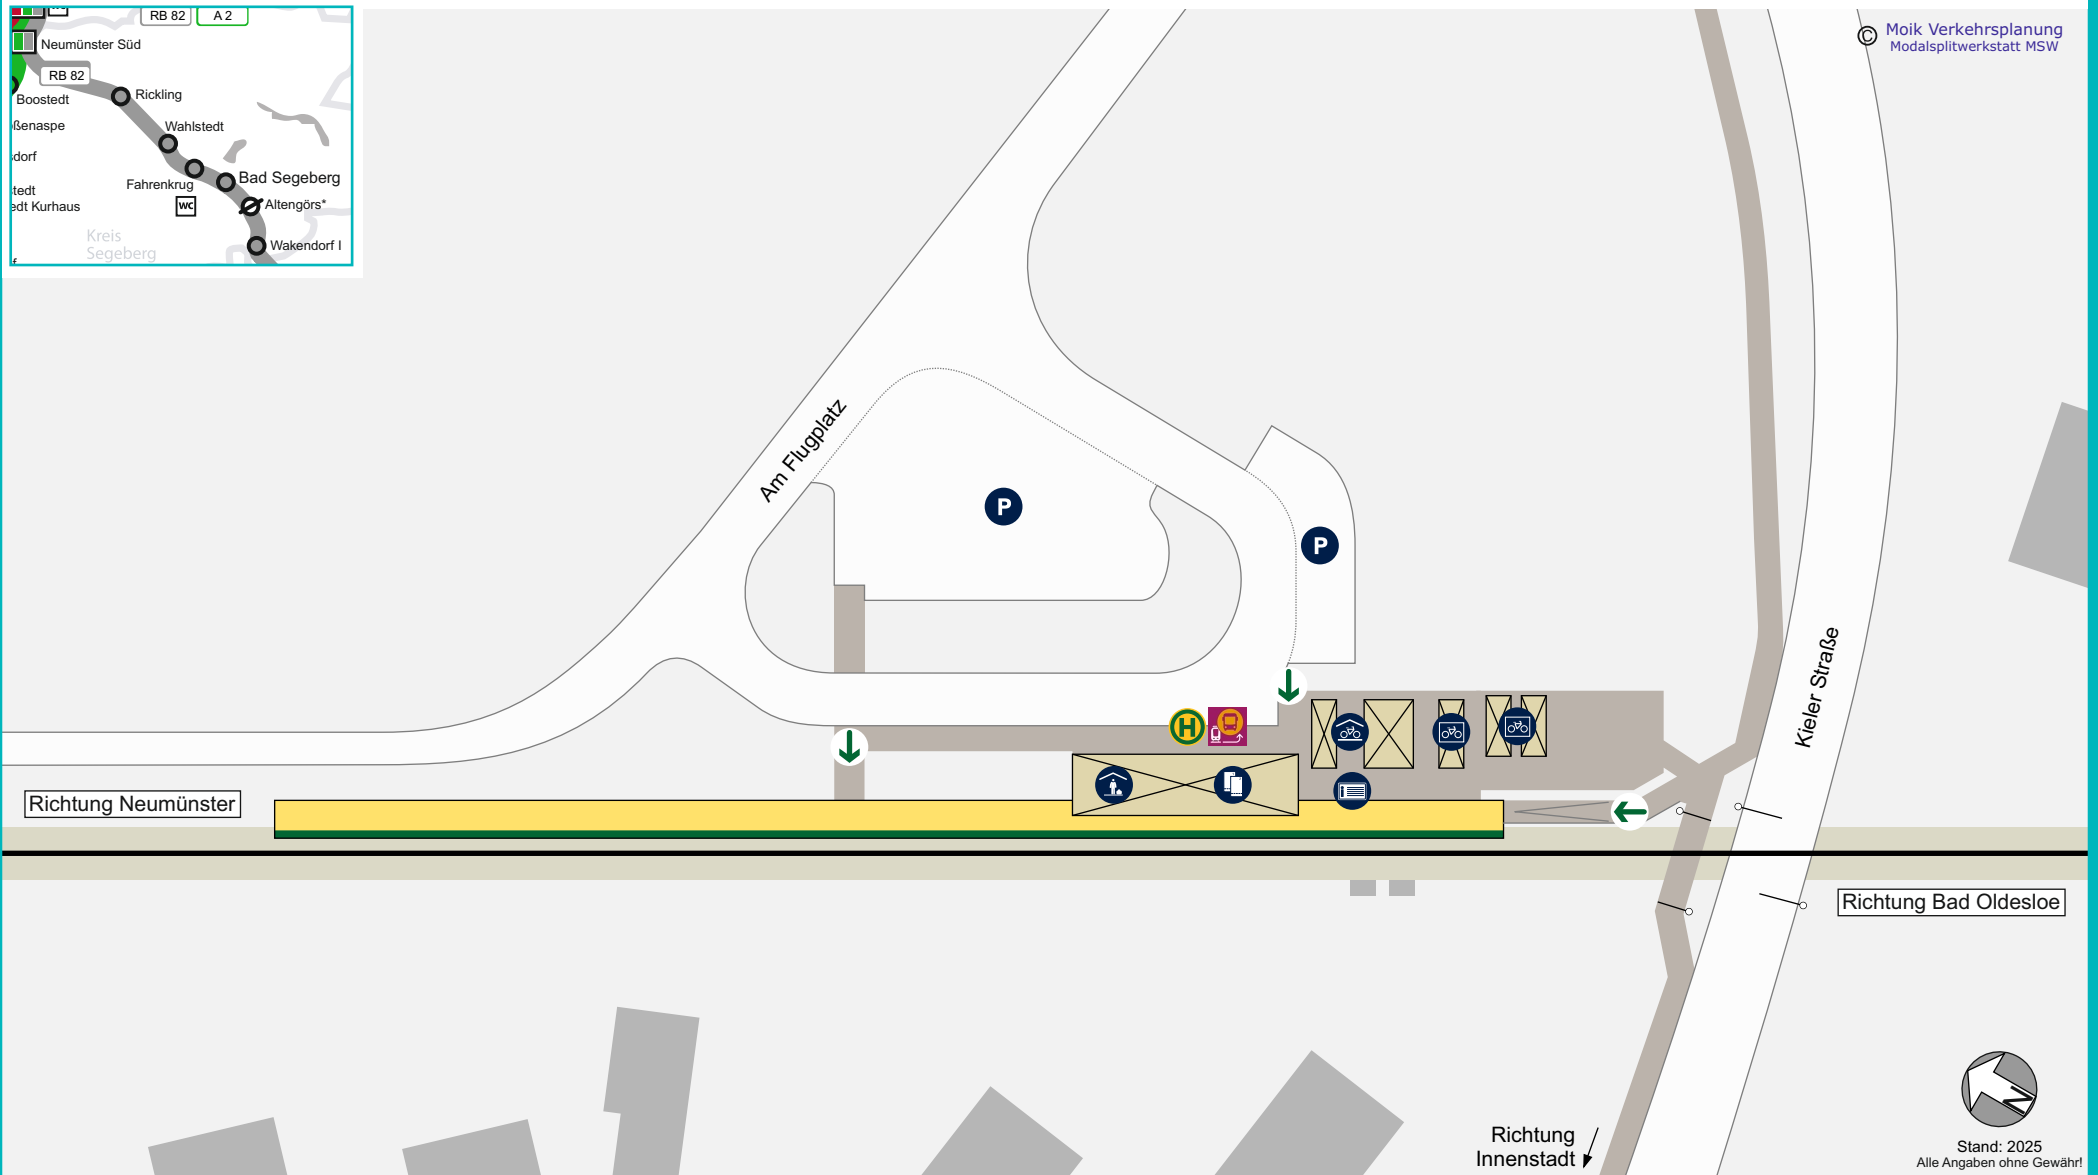 RB 82
A 2
Neumünster Süd
RB 82
Boostedt
Rickling
ßenaspe
Wahlstedt
dorf
Fahrenkrug
Bad Segeberg
tedt
edt Kurhaus
WC
Altengörs*
Kreis
Segeberg
Wakendorf I
© Moik Verkehrsplanung
Modalsplitwerkstatt MSW
Am Flugplatz
P
P
Kieler Straße
H
Richtung Neumünster
Richtung Bad Oldesloe
Richtung
Innenstadt
N
Stand: 2025
Alle Angaben ohne Gewähr!